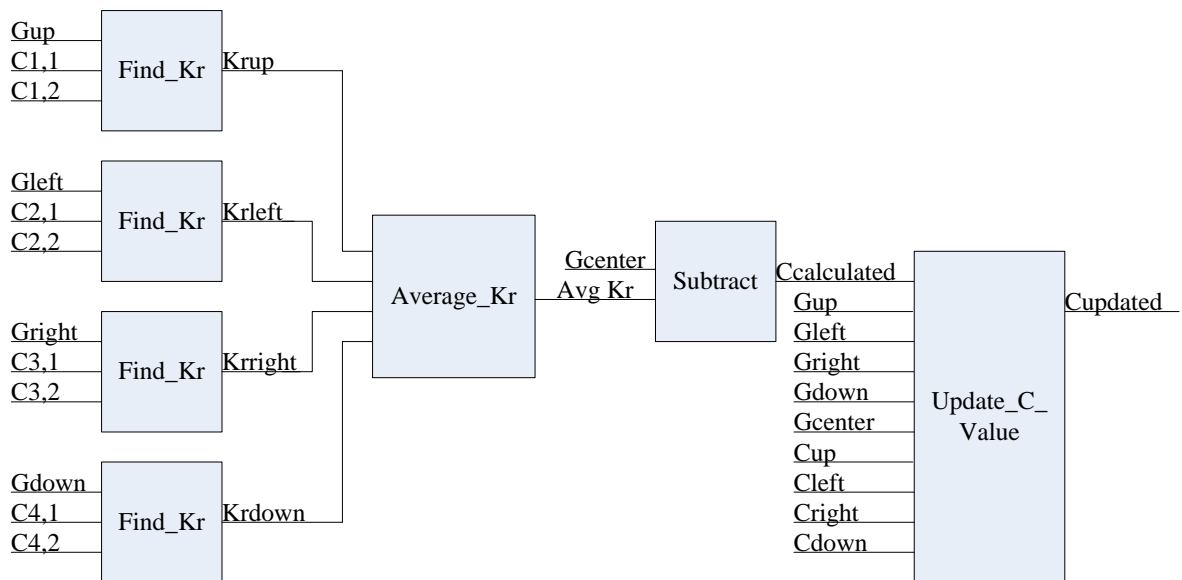 Gup
C1,1
C1,2
Find_Kr
Krup
Gleft
C2,1
C2,2
Find_Kr
Krleft
Gright
C3,1
C3,2
Find_Kr
Krright
Gdown
C4,1
C4,2
Find_Kr
Krdown
Average_Kr
Gcenter
Avg Kr
Subtract
Ccalculated
Gup
Gleft
Gright
Gdown
Gcenter
Cup
Cleft
Cright
Cdown
Update_C_
Value
Cupdated